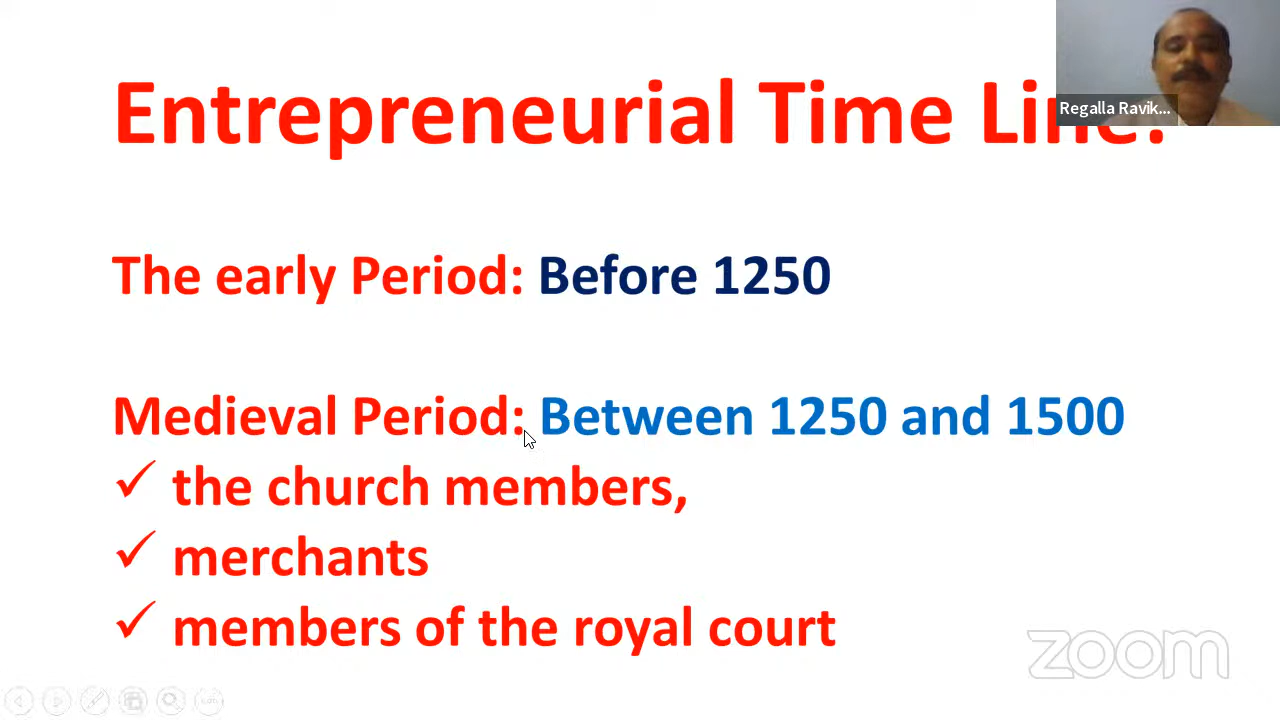 Entrepreneurial Time Line:
Regalla Ravik...
The early Period: Before 1250
Medieval Period: Between 1250 and 1500
✓ the church members,
✓ merchants
✓ members of the royal court
zoom